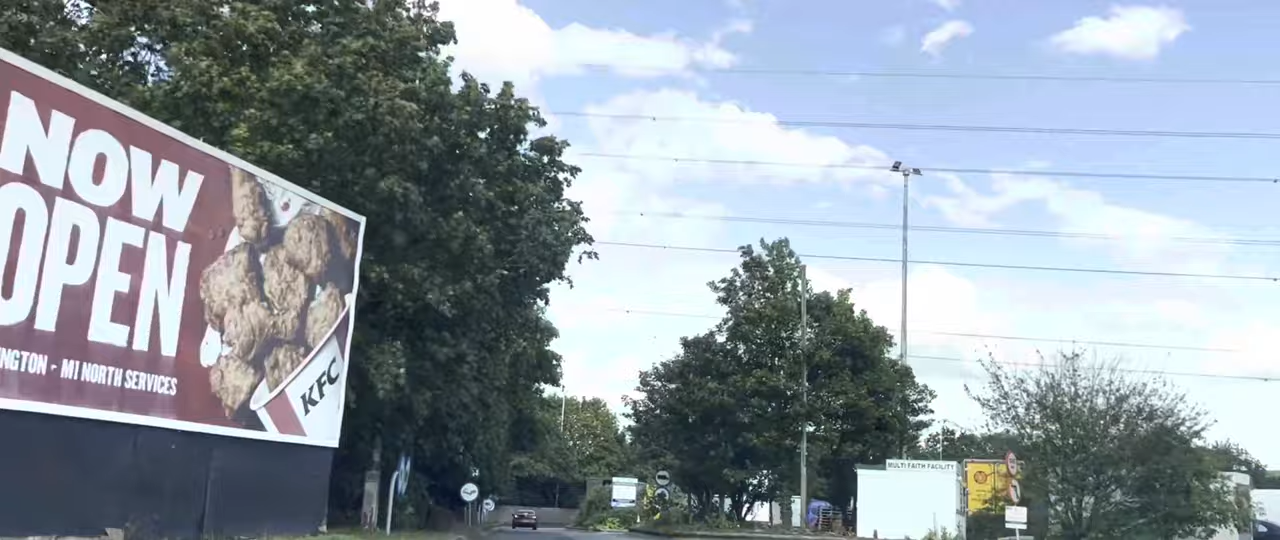 NOW
OPEN
NGTON - M1 NORTH SERVICES
KFC
MULTI FAITH FACILITY